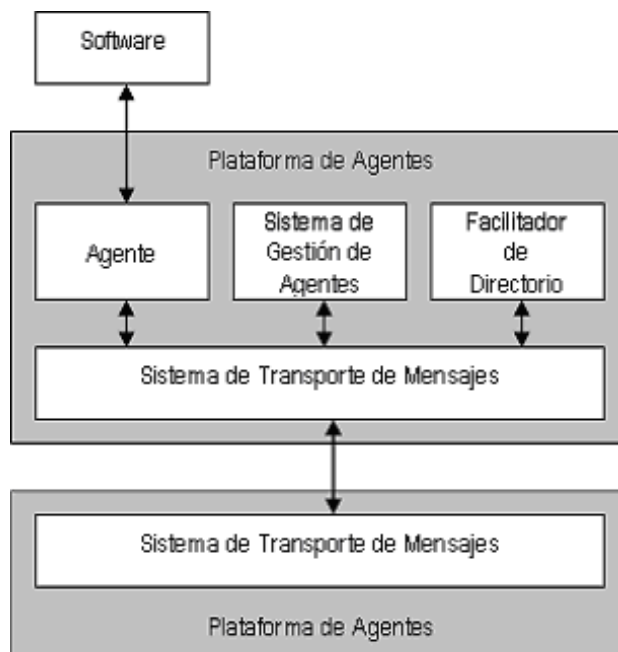 Software
Plataforma de Agentes
Agente
Sistema de
Gestión de
Agentes
Facilitador
de
Directorio
Sistema de Transporte de Mensajes
Sistema de Transporte de Mensajes
Plataforma de Agentes